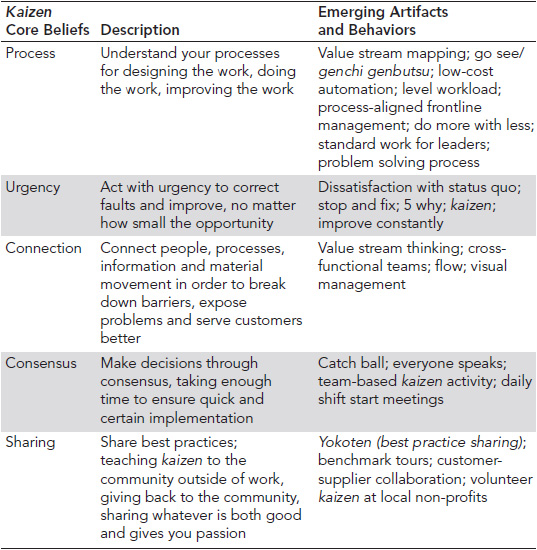 Kaizen
Core Beliefs Description
Emerging Artifacts
and Behaviors
Process
Understand your processes
for designing the work, doing
the work, improving the work
Value stream mapping; go see/
genchi genbutsu; low-cost
automation; level workload;
process-aligned frontline
management; do more with less;
standard work for leaders;
problem solving process
Urgency
Act with urgency to correct
faults and improve, no matter
how small the opportunity
Dissatisfaction with status quo;
stop and fix; 5 why; kaizen;
improve constantly
Connection
Connect people, processes,
information and material
movement in order to break
down barriers, expose
problems and serve customers
better
Value stream thinking; cross-
functional teams; flow; visual
management
Consensus
Make decisions through
consensus, taking enough
time to ensure quick and
certain implementation
Catch ball; everyone speaks;
team-based kaizen activity; daily
shift start meetings
Sharing
Share best practices;
teaching kaizen to the
community outside of work,
giving back to the community,
sharing whatever is both good
and gives you passion
Yokoten (best practice sharing);
benchmark tours; customer-
supplier collaboration; volunteer
kaizen at local non-profits